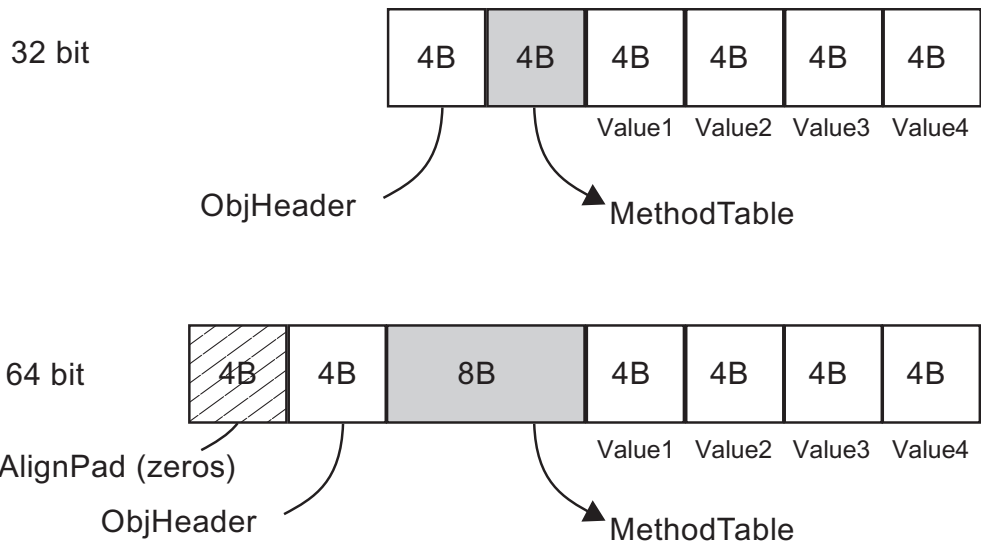 32 bit
4B 4B 4B 4B 4B 4B
Value1 Value2 Value3 Value4
ObjHeader
MethodTable
64 bit
4B 4B 8B 4B 4B 4B 4B
Value1 Value2 Value3 Value4
AlignPad (zeros)
ObjHeader
MethodTable